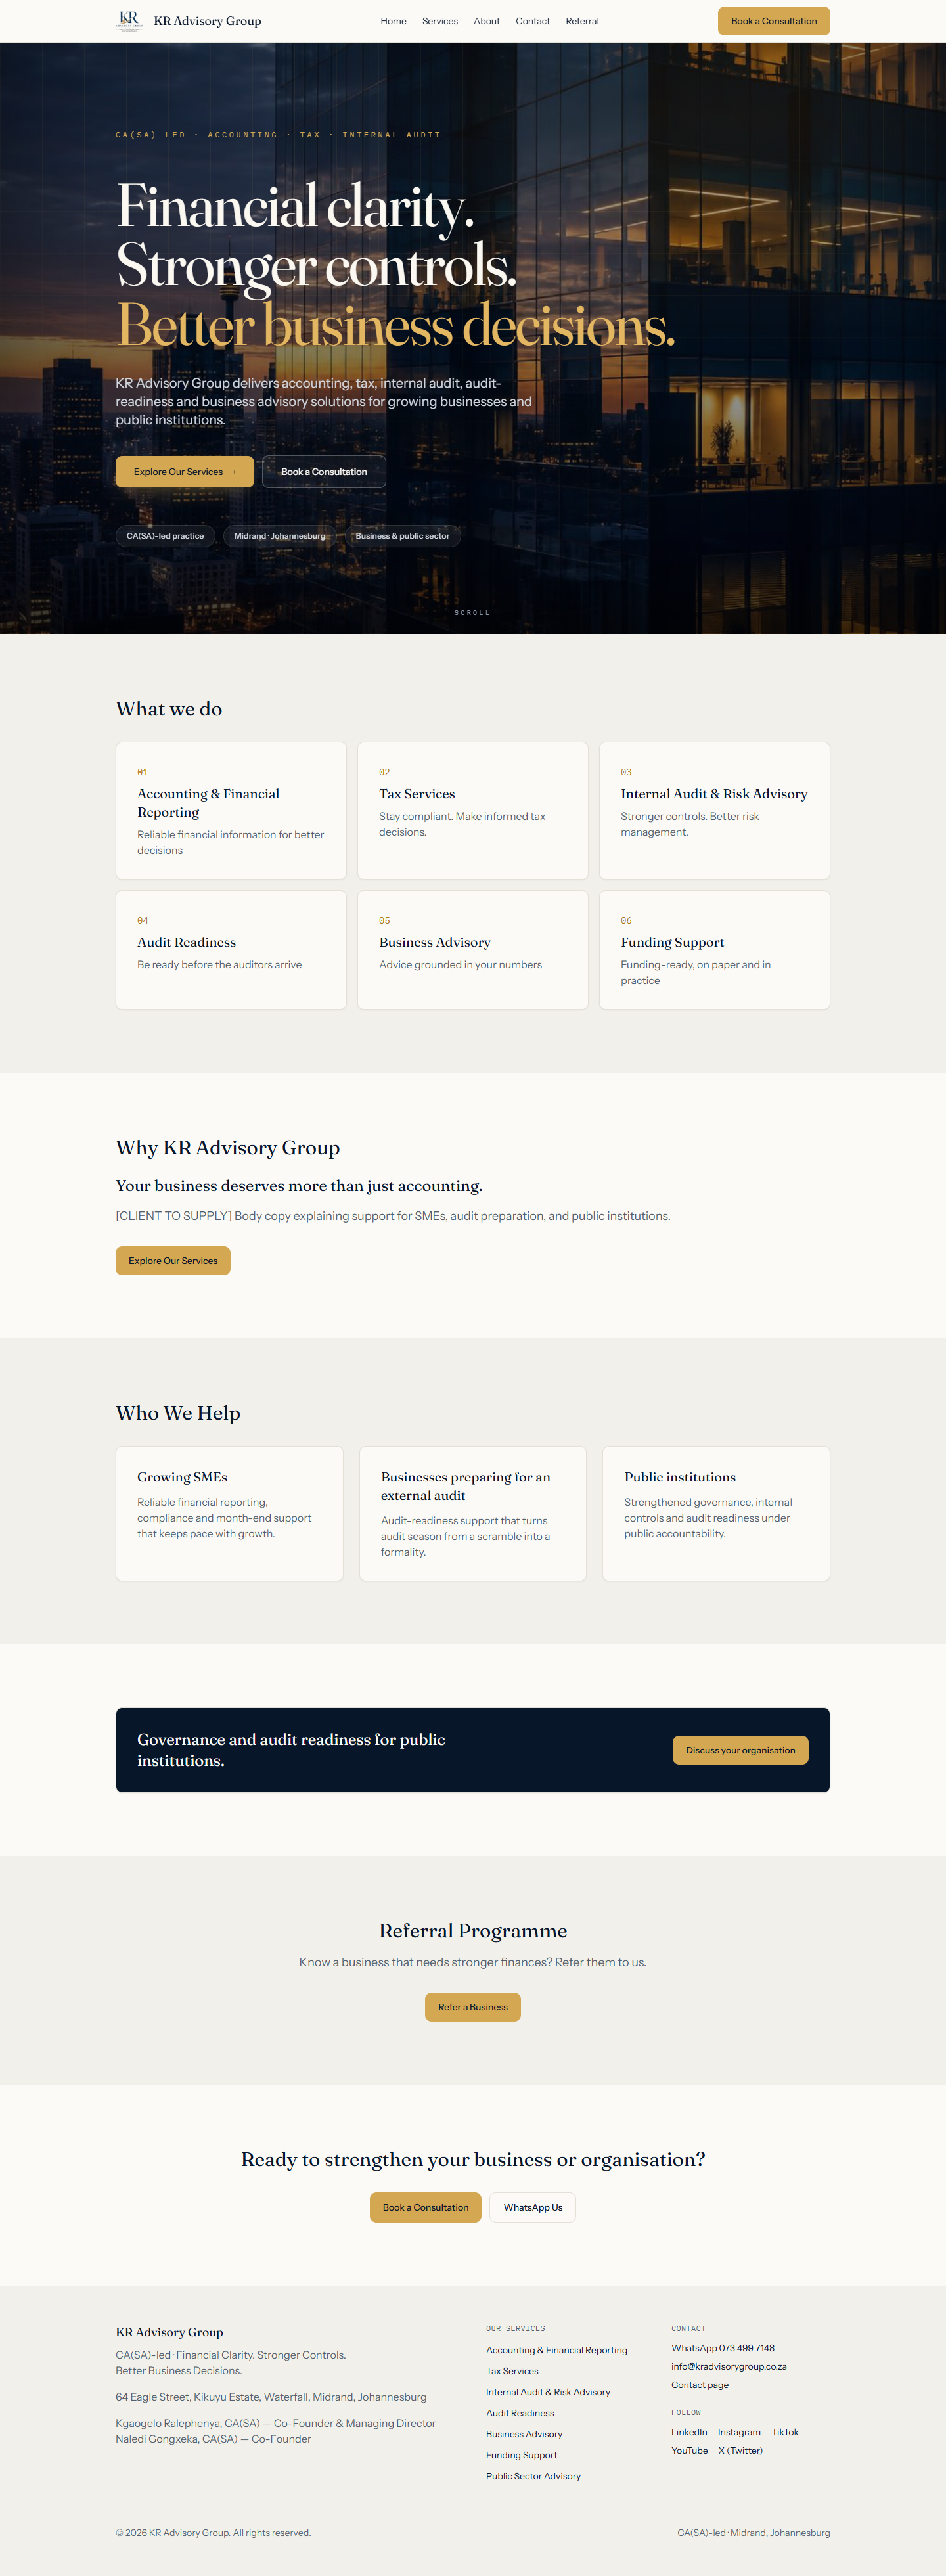 KR
KR Advisory Group
Home
Services
About
Contact
Referral
Book a Consultation
CA(SA)-LED · ACCOUNTING · TAX · INTERNAL AUDIT
Financial clarity.
Stronger controls.
Better business decisions.
KR Advisory Group delivers accounting, tax, internal audit, audit-
readiness and business advisory solutions for growing businesses and
public institutions.
Explore Our Services →
Book a Consultation
CA(SA)-led practice
Midrand · Johannesburg
Business & public sector
SCROLL
What we do
01
Accounting & Financial
Reporting
Reliable financial information for better
decisions
02
Tax Services
Stay compliant. Make informed tax
decisions.
03
Internal Audit & Risk Advisory
Stronger controls. Better risk
management.
04
Audit Readiness
Be ready before the auditors arrive
05
Business Advisory
Advice grounded in your numbers
06
Funding Support
Funding-ready, on paper and in
practice
Why KR Advisory Group
Your business deserves more than just accounting.
[CLIENT TO SUPPLY] Body copy explaining support for SMEs, audit preparation, and public institutions.
Explore Our Services
Who We Help
Growing SMEs
Reliable financial reporting,
compliance and month-end support
that keeps pace with growth.
Businesses preparing for an
external audit
Audit-readiness support that turns
audit season from a scramble into a
formality.
Public institutions
Strengthened governance, internal
controls and audit readiness under
public accountability.
Governance and audit readiness for public
institutions.
Discuss your organisation
Referral Programme
Know a business that needs stronger finances? Refer them to us.
Refer a Business
Ready to strengthen your business or organisation?
Book a Consultation
WhatsApp Us
KR Advisory Group
CA(SA)-led · Financial Clarity. Stronger Controls.
Better Business Decisions.
64 Eagle Street, Kikuyu Estate, Waterfall, Midrand, Johannesburg
Kgaogelo Ralephenya, CA(SA) — Co-Founder & Managing Director
Naledi Gongxeka, CA(SA) — Co-Founder
OUR SERVICES
Accounting & Financial Reporting
Tax Services
Internal Audit & Risk Advisory
Audit Readiness
Business Advisory
Funding Support
Public Sector Advisory
CONTACT
WhatsApp 073 499 7148
info@kradvisorygroup.co.za
Contact page
FOLLOW
LinkedIn Instagram TikTok
YouTube X (Twitter)
© 2026 KR Advisory Group. All rights reserved.
CA(SA)-led · Midrand, Johannesburg